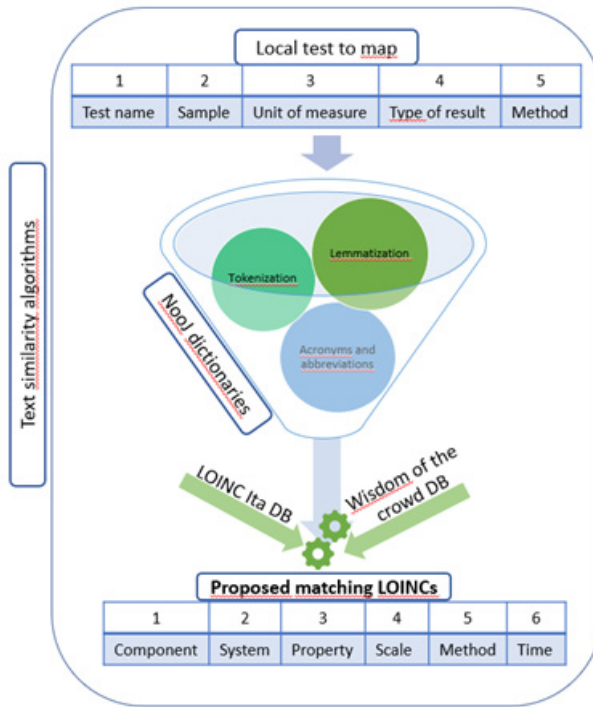 Local test to map
1 2 3 4 5
Test name Sample Unit of measure Type of result Method
Text similarity algorithms
Lemmatization
Tokenization
NooJ dictionaries
Acronyms and
abbreviations
LOINC Ita DB
Wisdom of the
crowd DB
Proposed matching LOINCs
1 2 3 4 5 6
Component System Property Scale Method Time